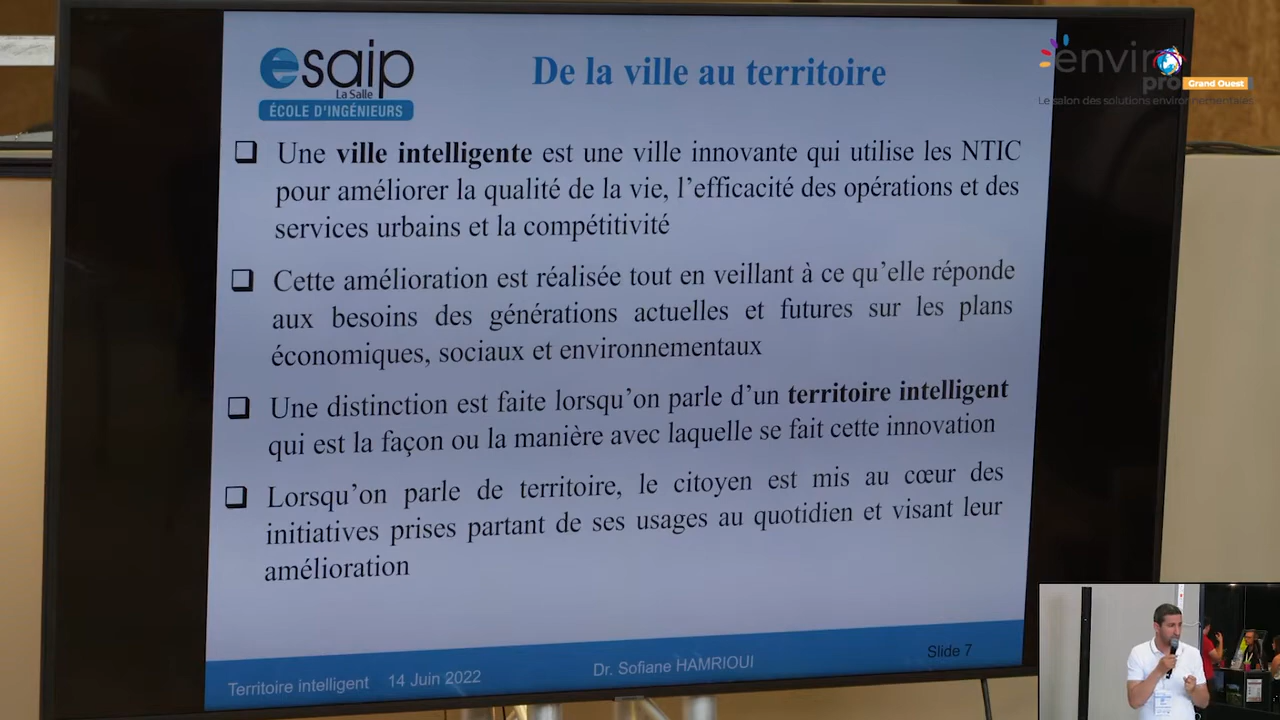 esaip
La Salle
ÉCOLE D'INGÉNIEURS
De la ville au territoire
enviro
pro Grand Ouest
Le salon des solutions environnementales
❑ Une ville intelligente est une ville innovante qui utilise les NTIC
pour améliorer la qualité de la vie, l'efficacité des opérations et des
services urbains et la compétitivité
❑ Cette amélioration est réalisée tout en veillant à ce qu'elle réponde
aux besoins des générations actuelles et futures sur les plans
économiques, sociaux et environnementaux
❑ Une distinction est faite lorsqu'on parle d'un territoire intelligent
qui est la façon ou la manière avec laquelle se fait cette innovation
❑ Lorsqu'on parle de territoire, le citoyen est mis au cœur des
initiatives prises partant de ses usages au quotidien et visant leur
amélioration
Territoire intelligent 14 Juin 2022 Dr. Sofiane HAMRIOUI Slide 7